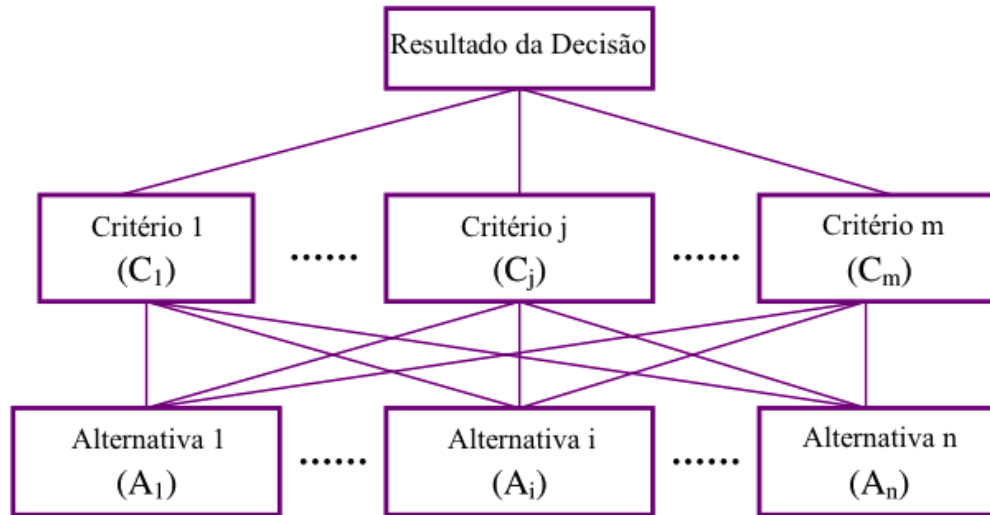 Resultado da Decisão
Critério 1
(C₁)
......
Critério j
(Cⱼ)
......
Critério m
(Cₘ)
Alternativa 1
(A₁)
......
Alternativa i
(Aᵢ)
......
Alternativa n
(Aₙ)